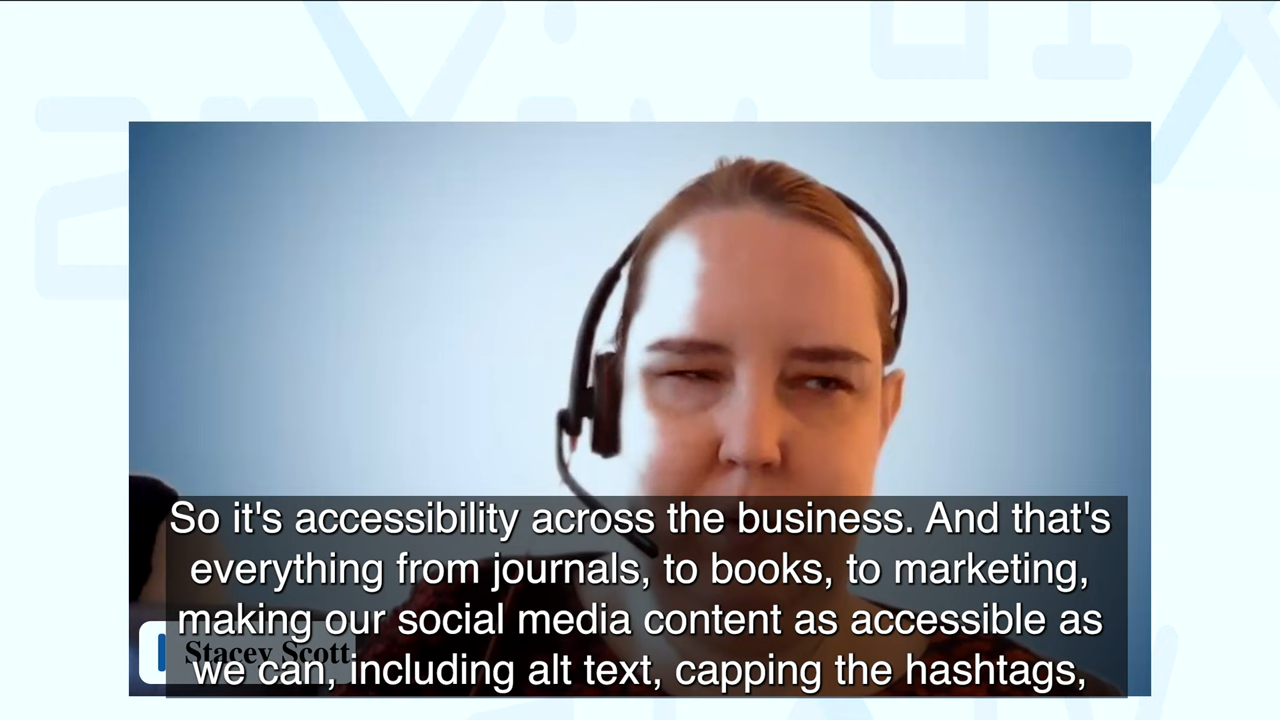 So it's accessibility across the business. And that's
everything from journals, to books, to marketing,
making our social media content as accessible as
we can, including alt text, capping the hashtags,
Stacey Scott